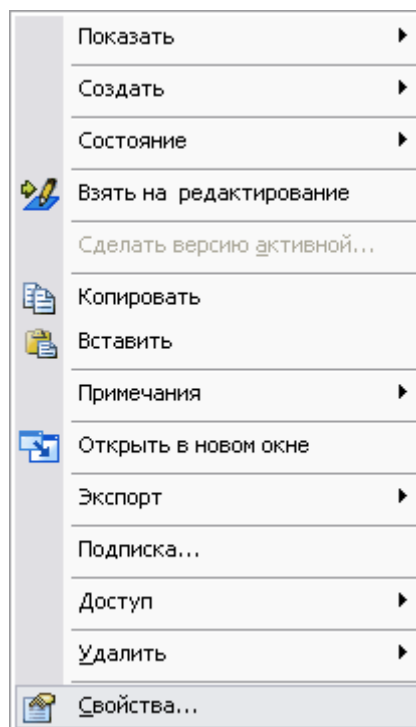 Показать
Создать
Состояние
Взять на редактирование
Сделать версию активной...
Копировать
Вставить
Примечания
Открыть в новом окне
Экспорт
Подписка...
Доступ
Удалить
Свойства...